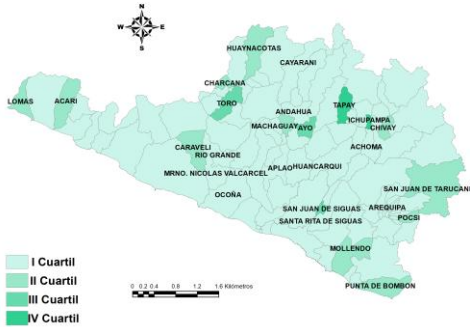 N
W E
S
HUAYNACOTAS
CAYARANI
CHARCANA
LOMAS
ACARI
TORO
TAPAY
ANDAHUA
ICHUPAMPA
MACHAGUAY
AYO
CHIVAY
CARAVELI
ACHOMA
RIO GRANDE
APLAO
HUANCARQUI
MRNO. NICOLAS VALCARCEL
SAN JUAN DE TARUCANI
OCOÑA
SAN JUAN DE SIGUAS
AREQUIPA
SANTA RITA DE SIGUAS
POCSI
MOLLENDO
PUNTA DE BOMBON
I Cuartil
II Cuartil
III Cuartil
IV Cuartil
0 0.2 0.4 0.8 1.2 1.6 Kilómetros